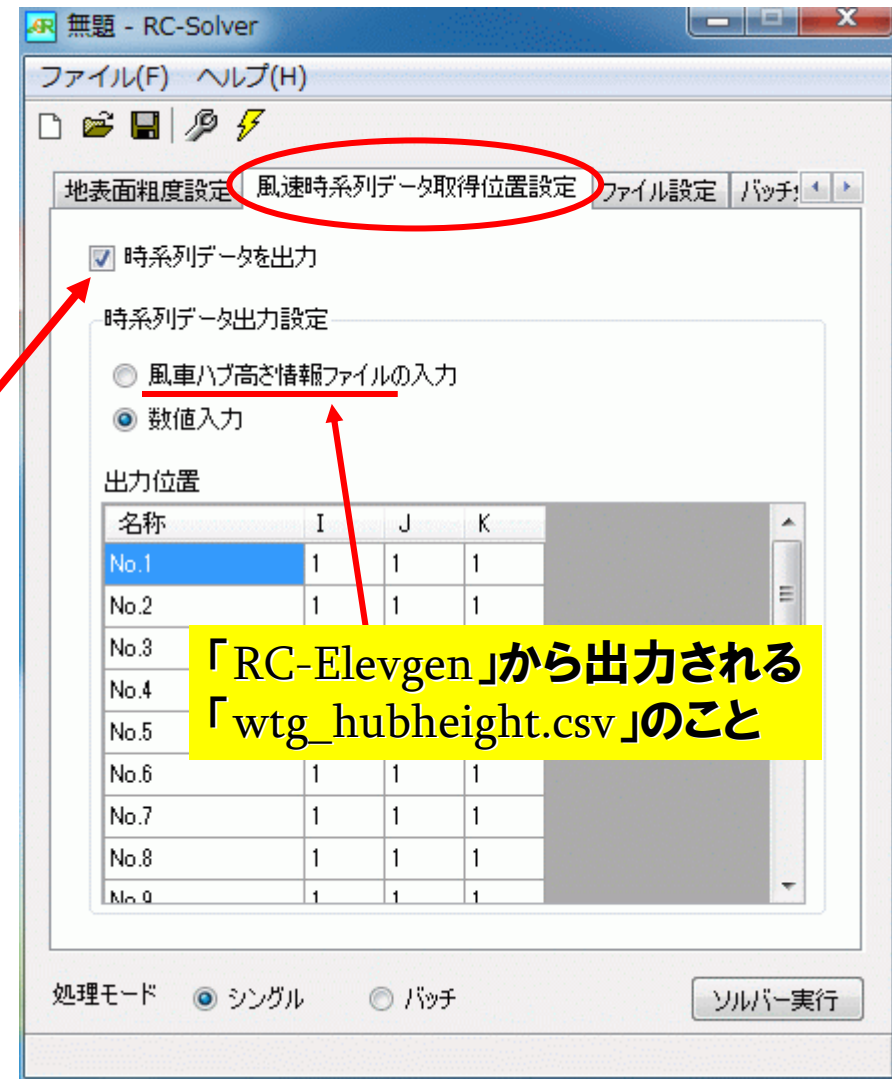 無題 - RC-Solver
ファイル(F) ヘルプ(H)
地表面粗度設定 風速時系列データ取得位置設定 ファイル設定 バッチ
時系列データを出力
時系列データ出力設定
風車ハブ高さ情報ファイルの入力
数値入力
出力位置
名称 I J K
No.1 1 1 1
No.2 1 1 1
No.3
No.4
No.5
「RC-Elevgen」から出力される
「wtg_hubheight.csv」のこと
No.6 1 1 1
No.7 1 1 1
No.8 1 1 1
No.9 1 1 1
処理モード シングル バッチ ソルバー実行